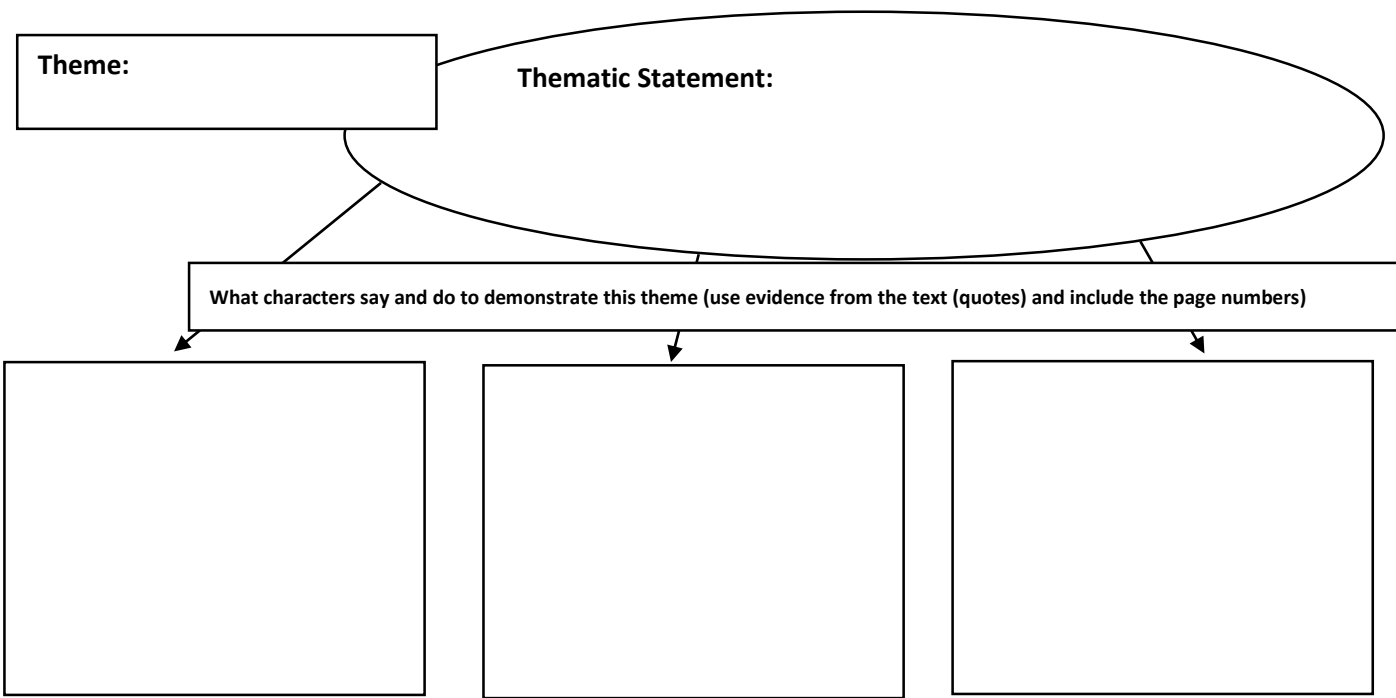 Theme:
Thematic Statement:
What characters say and do to demonstrate this theme (use evidence from the text (quotes) and include the page numbers)